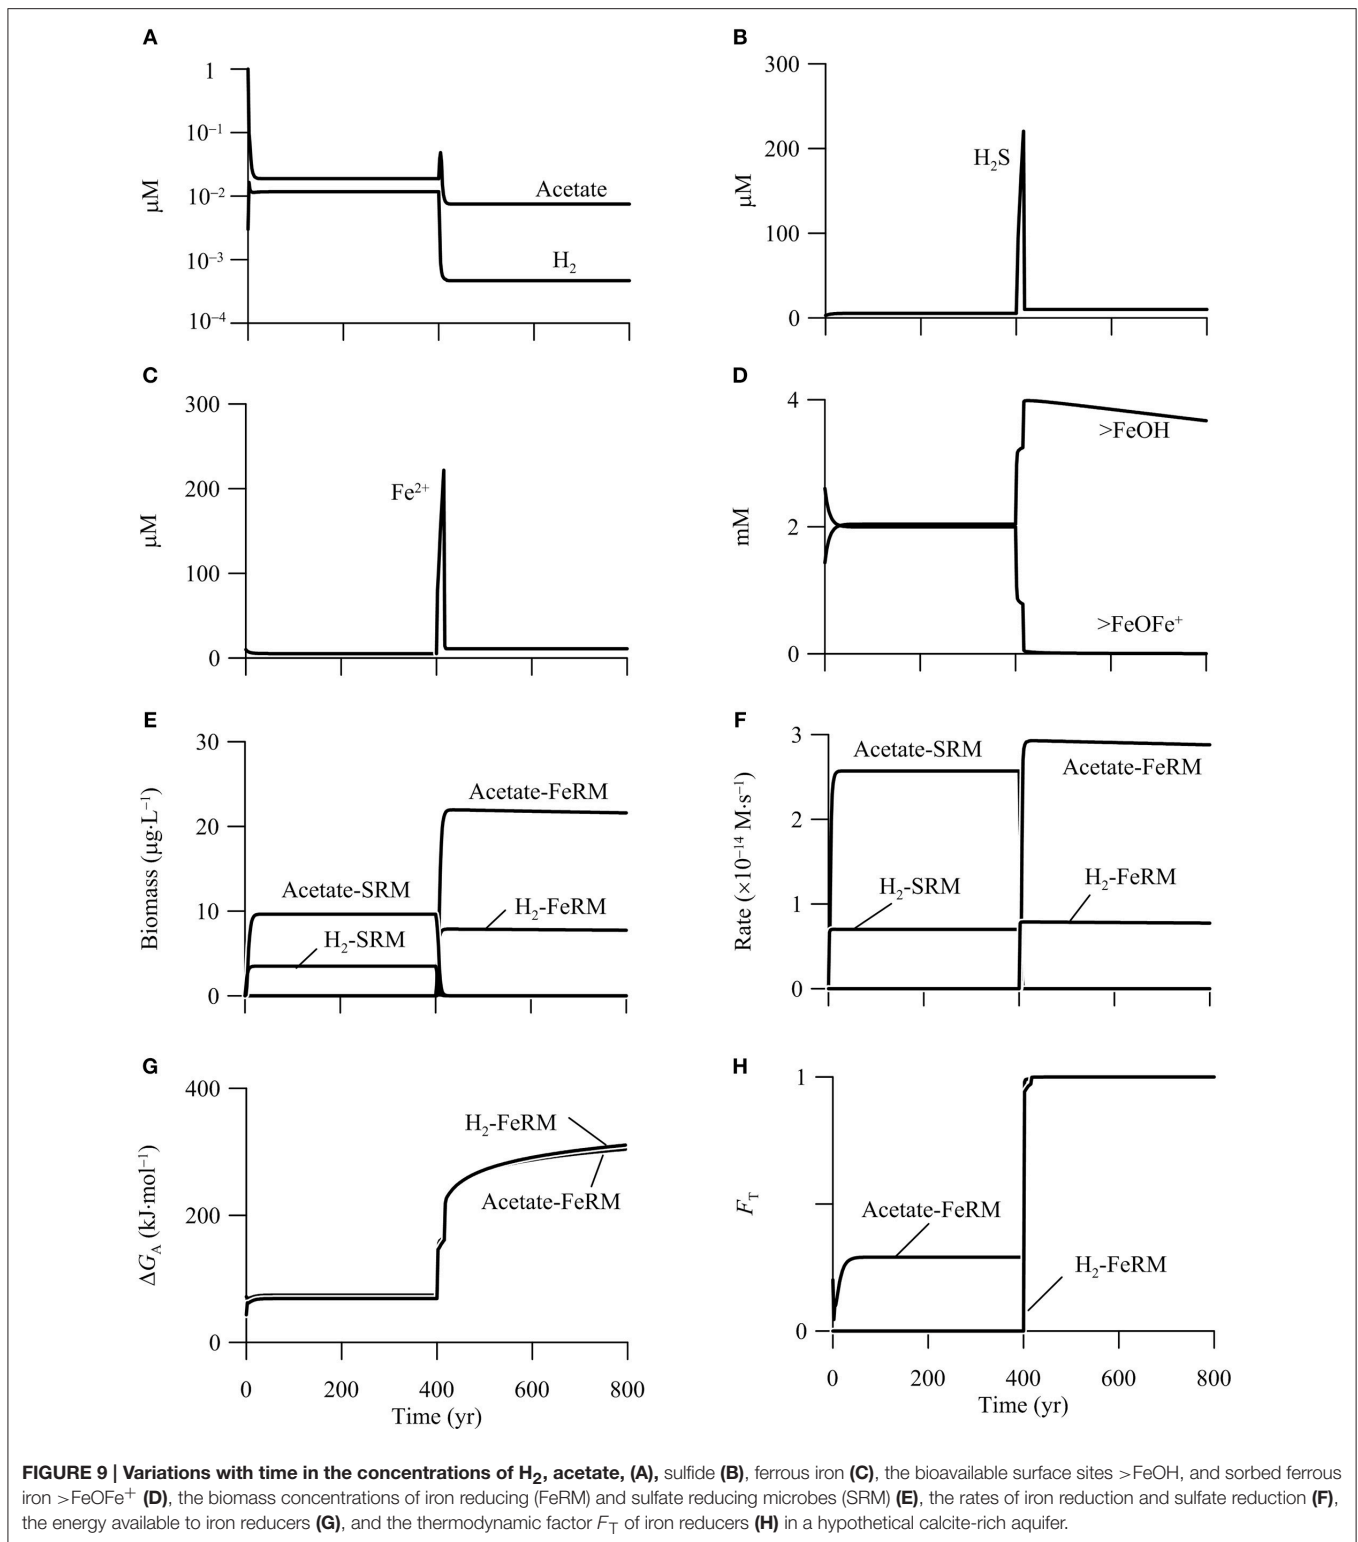 A
1
10⁻¹
10⁻²
10⁻³
10⁻⁴
µM
Acetate
H₂
B
300
200
100
0
µM
H₂S
C
300
200
100
0
µM
Fe²⁺
D
4
2
0
mM
>FeOH
>FeOFe⁺
E
30
20
10
0
Biomass (µg·L⁻¹)
Acetate-FeRM
Acetate-SRM
H₂-FeRM
H₂-SRM
F
3
2
1
0
Rate (×10⁻¹⁴ M·s⁻¹)
Acetate-SRM
Acetate-FeRM
H₂-SRM
H₂-FeRM
G
400
200
0
ΔG_A (kJ·mol⁻¹)
H₂-FeRM
Acetate-FeRM
0 200 400 600 800
Time (yr)
H
1
0
F_T
Acetate-FeRM
H₂-FeRM
0 200 400 600 800
Time (yr)
FIGURE 9 | Variations with time in the concentrations of H₂, acetate, (A), sulfide (B), ferrous iron (C), the bioavailable surface sites >FeOH, and sorbed ferrous
iron >FeOFe⁺ (D), the biomass concentrations of iron reducing (FeRM) and sulfate reducing microbes (SRM) (E), the rates of iron reduction and sulfate reduction (F),
the energy available to iron reducers (G), and the thermodynamic factor F_T of iron reducers (H) in a hypothetical calcite-rich aquifer.